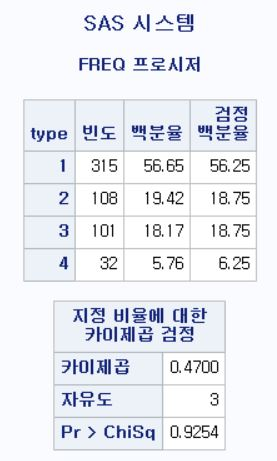 SAS 시스템
FREQ 프로시저
type 빈도 백분율 검정 백분율
1 315 56.65 56.25
2 108 19.42 18.75
3 101 18.17 18.75
4 32 5.76 6.25
지정 비율에 대한
카이제곱 검정
카이제곱 0.4700
자유도 3
Pr > ChiSq 0.9254